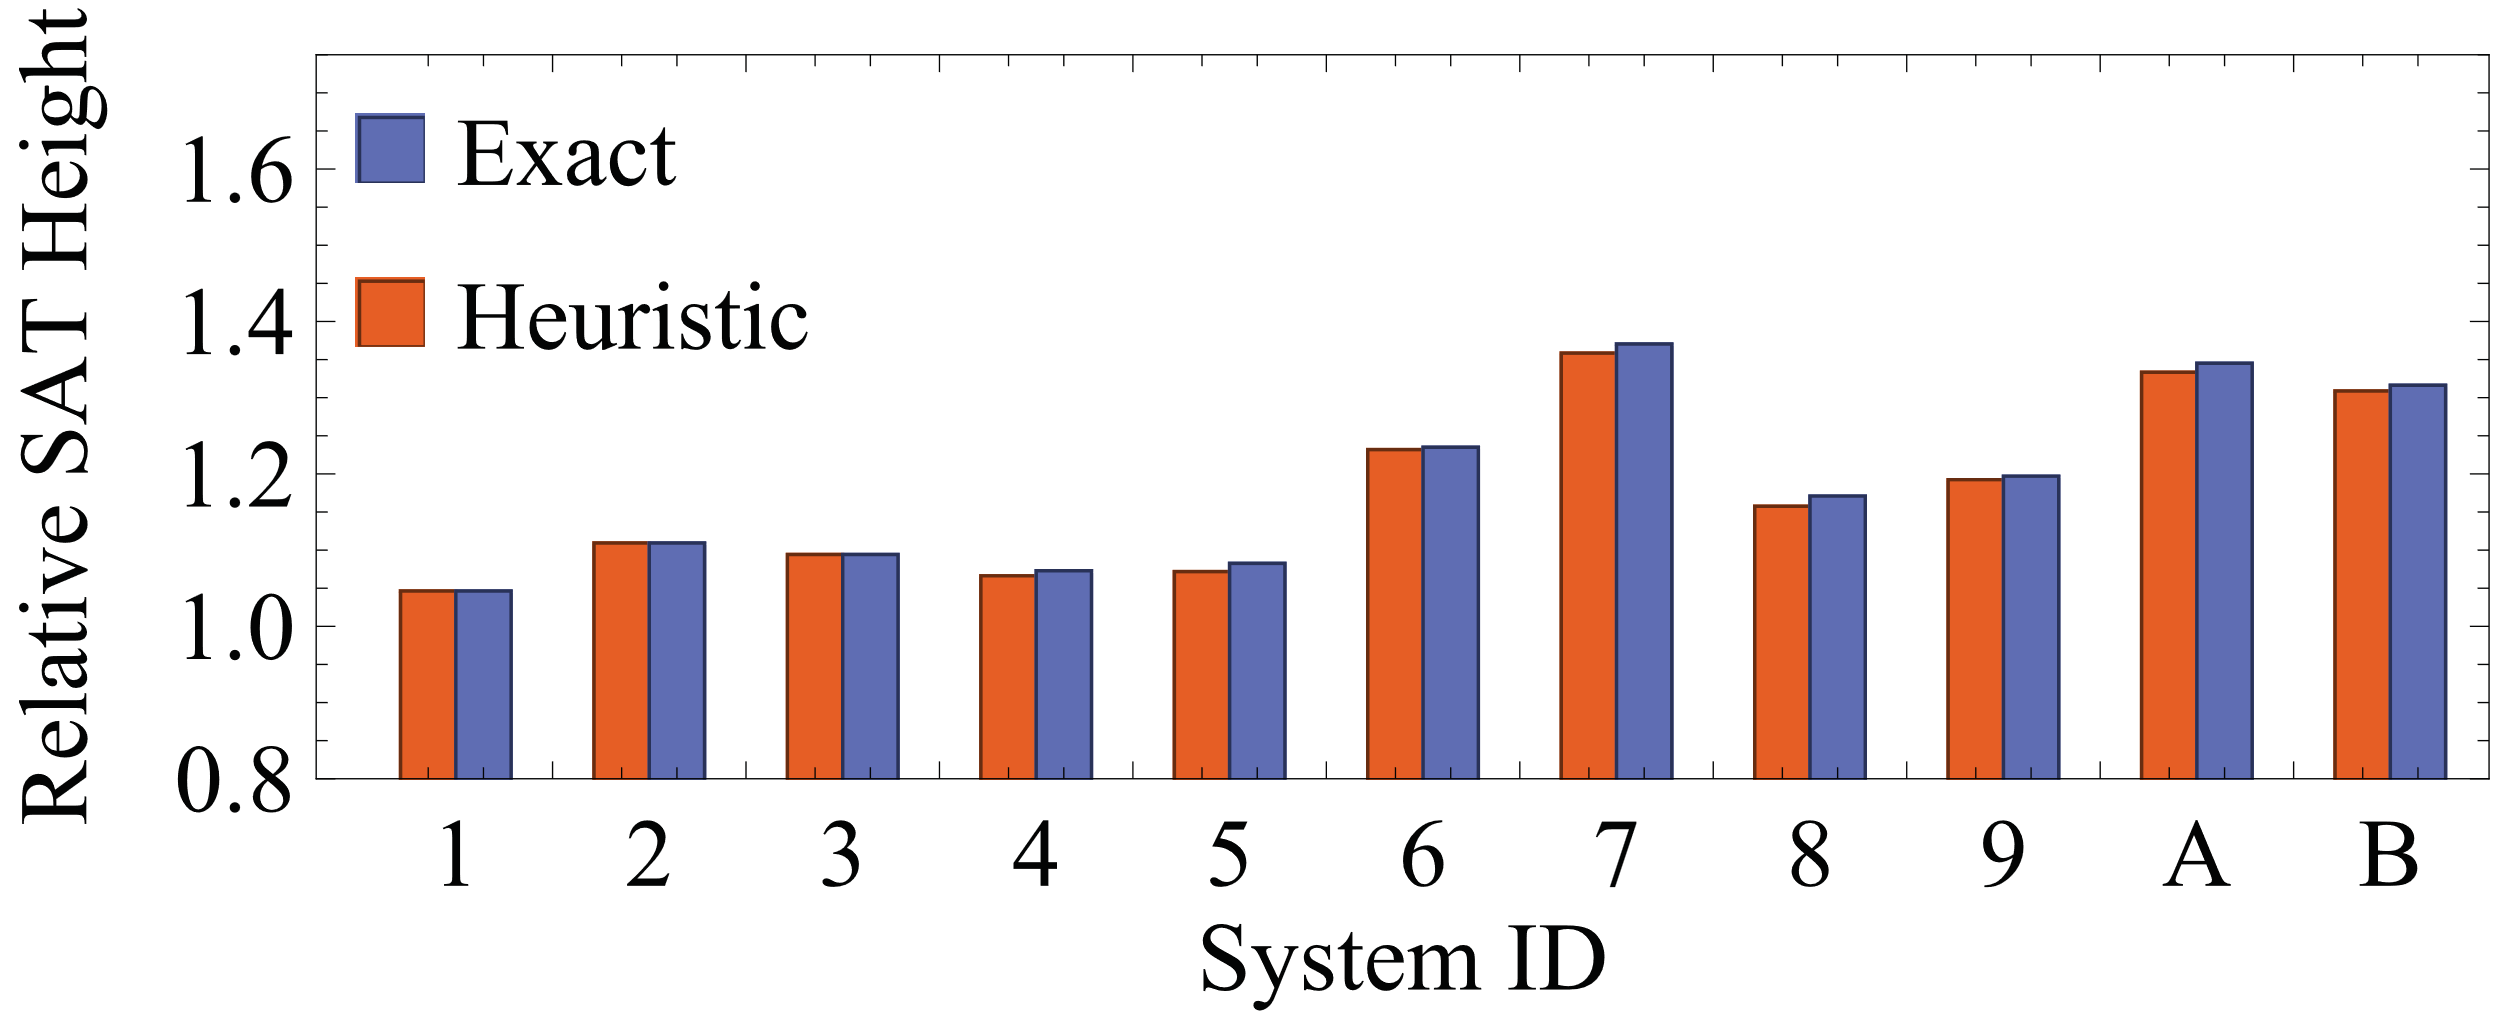 Relative SAT Height
1.6
1.4
1.2
1.0
0.8
Exact
Heuristic
1 2 3 4 5 6 7 8 9 A B
System ID